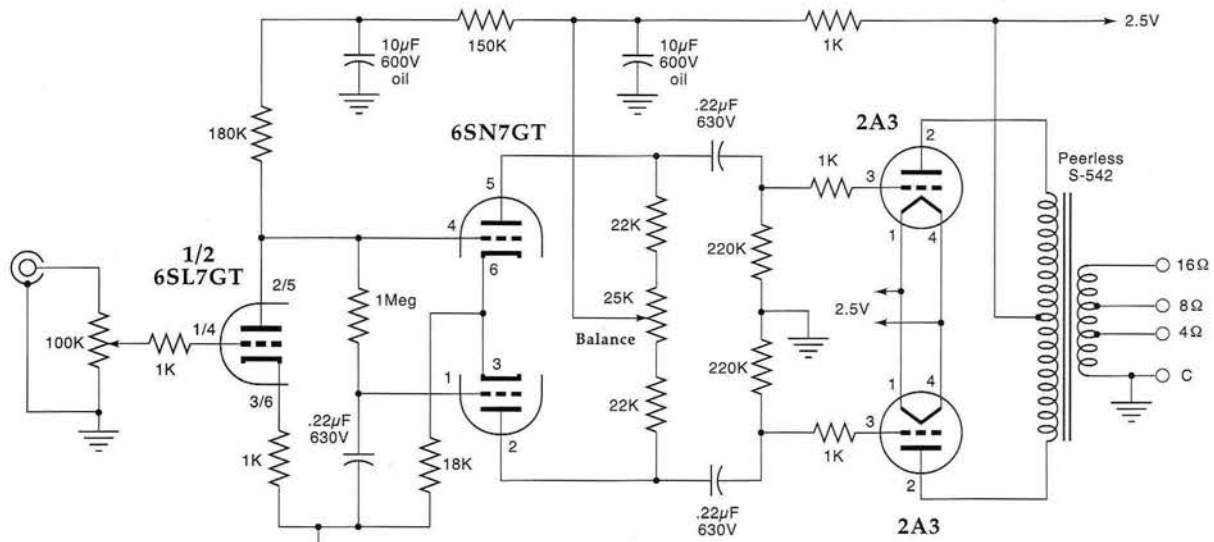 150K
1K
2.5V
10µF
600V
oil
10µF
600V
oil
180K
6SN7GT
.22µF
630V
2A3
2
1K
3
Peerless
S-542
5
4
6
22K
220K
1
4
1/2
6SL7GT
2/5
1Meg
25K
Balance
2.5V
16Ω
8Ω
4Ω
C
100K
1/4
1K
3/6
3
1
2
22K
220K
1
4
3
1K
2
1K
.22µF
630V
18K
.22µF
630V
2A3